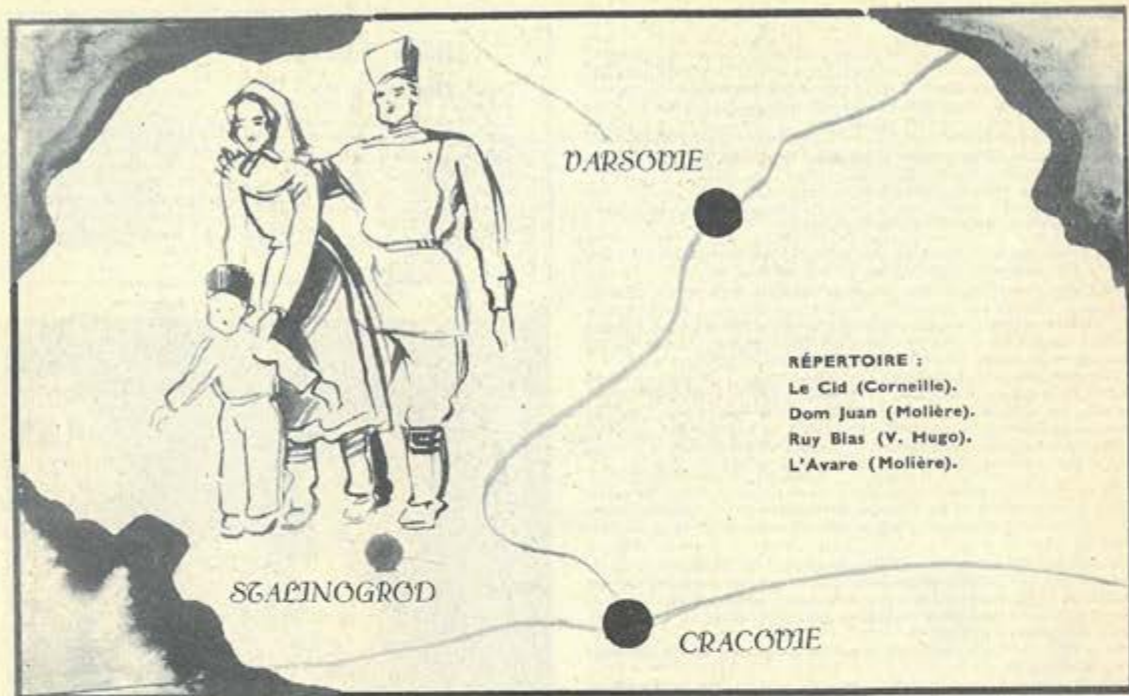 VARSOVIE
RÉPERTOIRE :
Le Cid (Corneille).
Dom Juan (Molière).
Ruy Blas (V. Hugo).
L'Avare (Molière).
STALINOGROD
CRACOVIE